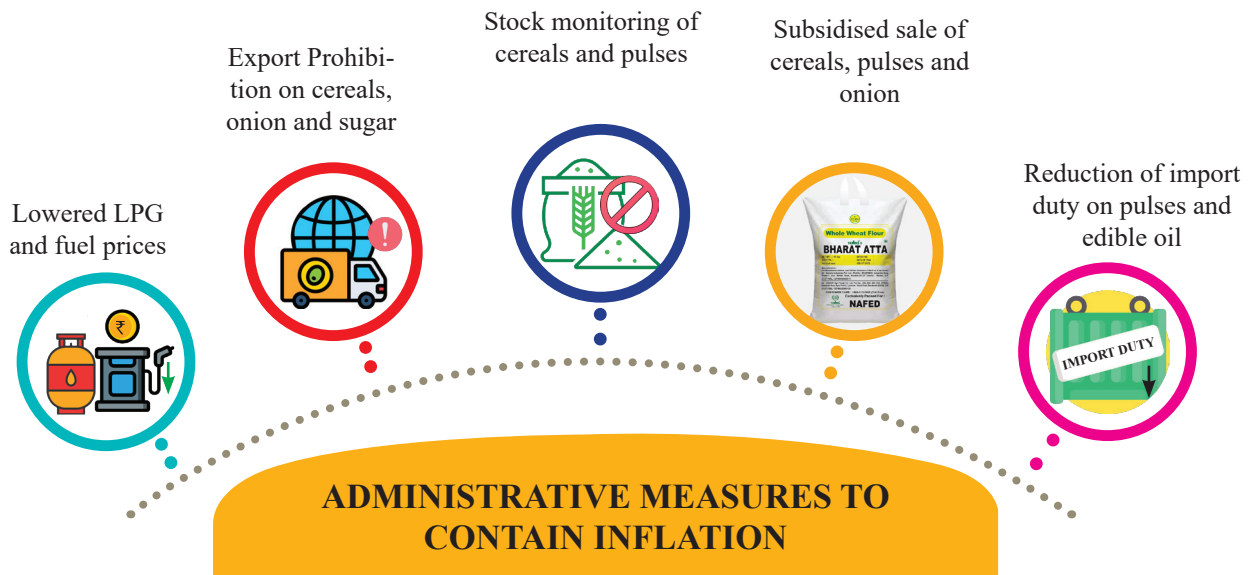 Lowered LPG
and fuel prices
Export Prohibi-
tion on cereals,
onion and sugar
Stock monitoring of
cereals and pulses
Subsidised sale of
cereals, pulses and
onion
Reduction of import
duty on pulses and
edible oil
₹
Whole Wheat Flour
BHARAT ATTA
NAFED
IMPORT DUTY
ADMINISTRATIVE MEASURES TO
CONTAIN INFLATION